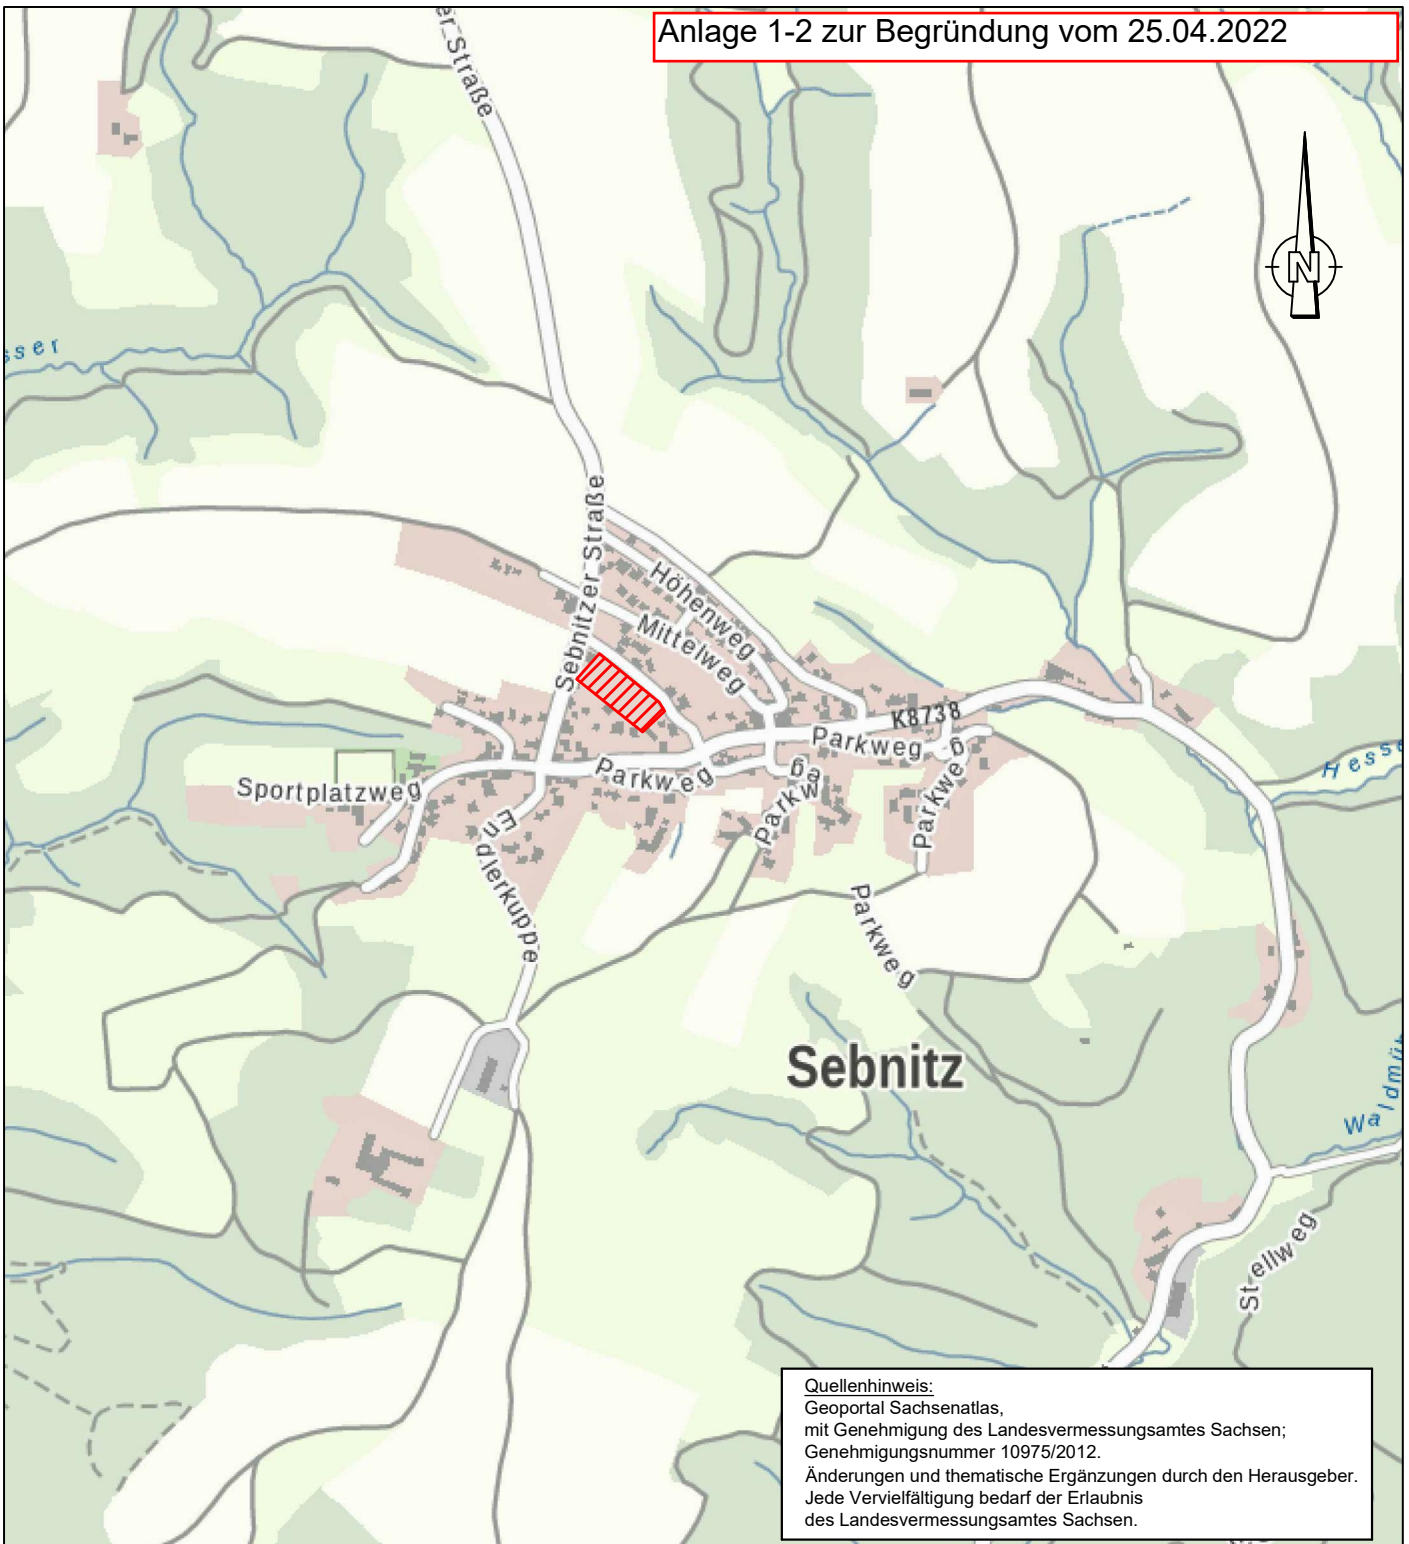 Anlage 1-2 zur Begründung vom 25.04.2022
er Straße
N
sser
Sebnitzer Straße
Höhenweg
Mittelweg
K8738
Parkweg
Parkweg
Parkweg
Parkweg
Parkweg
Sportplatzweg
Endlerkuppe
Hesse
Sebnitz
Waldmüh
Stellweg
Quellenhinweis:
Geoportal Sachsenatlas,
mit Genehmigung des Landesvermessungsamtes Sachsen;
Genehmigungsnummer 10975/2012.
Änderungen und thematische Ergänzungen durch den Herausgeber.
Jede Vervielfältigung bedarf der Erlaubnis
des Landesvermessungsamtes Sachsen.